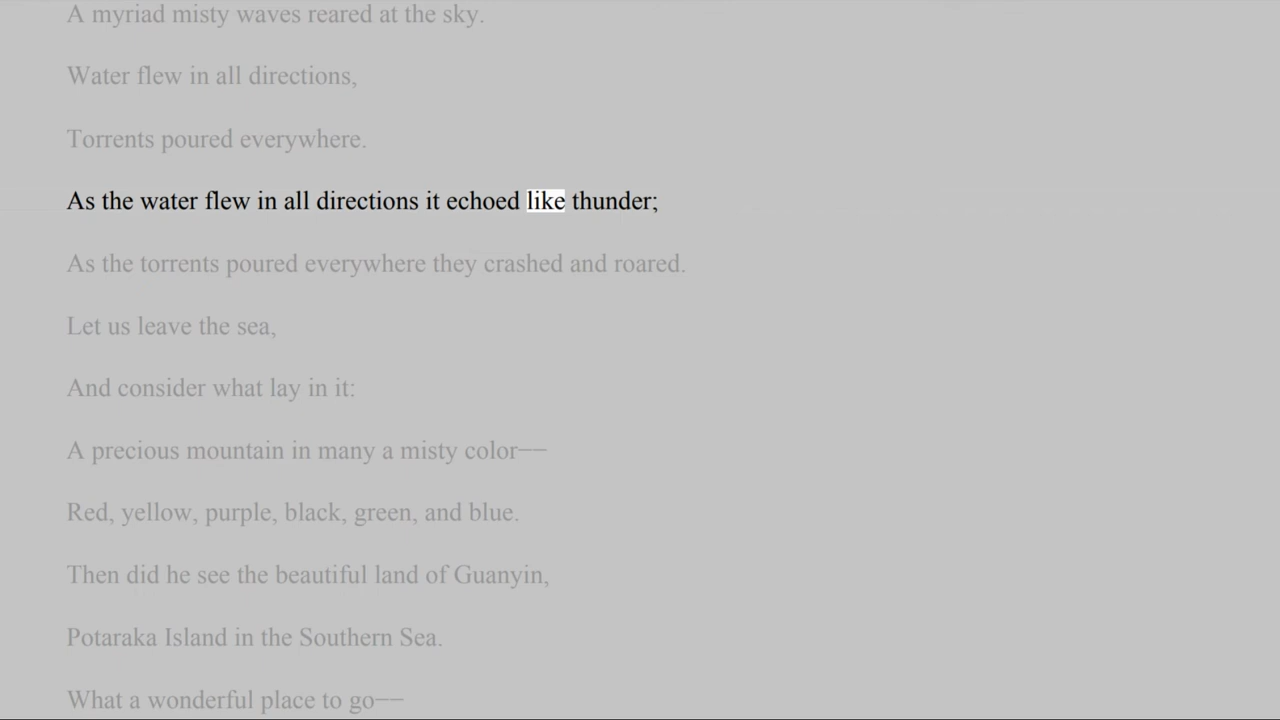 A myriad misty waves reared at the sky.
Water flew in all directions,
Torrents poured everywhere.
As the water flew in all directions it echoed like thunder;
As the torrents poured everywhere they crashed and roared.
Let us leave the sea,
And consider what lay in it:
A precious mountain in many a misty color−−
Red, yellow, purple, black, green, and blue.
Then did he see the beautiful land of Guanyin,
Potaraka Island in the Southern Sea.
What a wonderful place to go−−